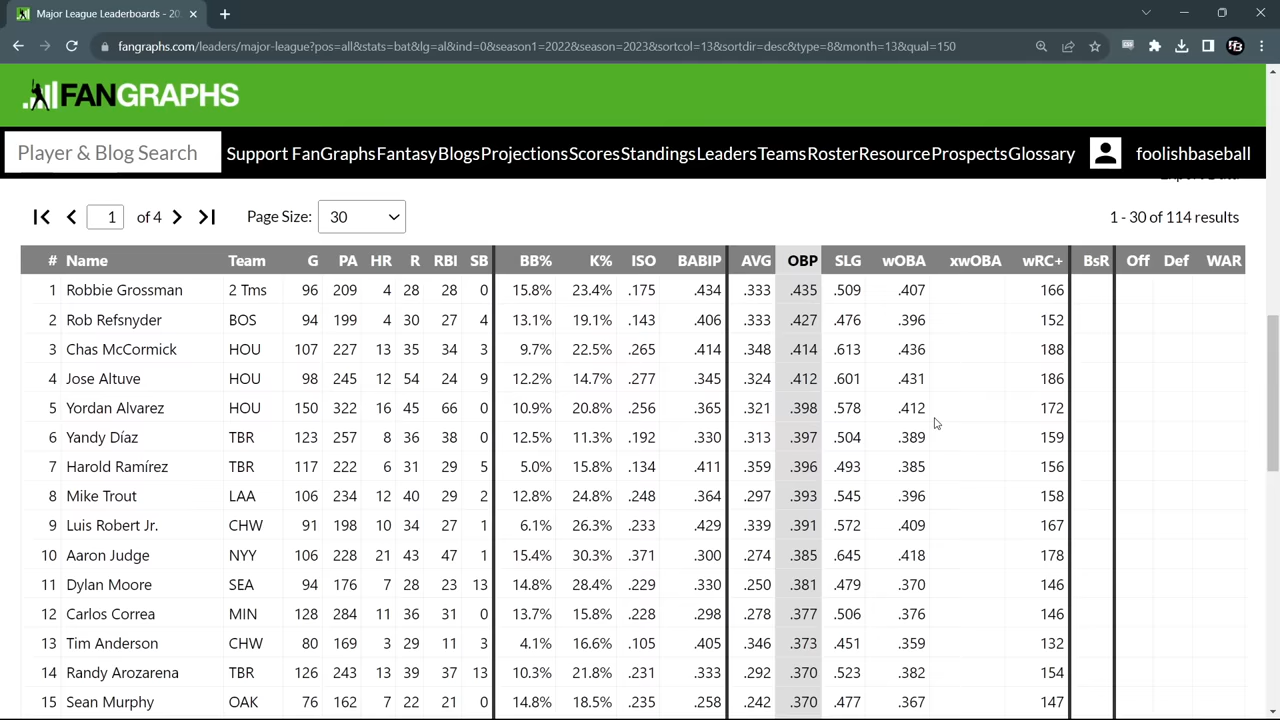 Major League Leaderboards - 20
fangraphs.com/leaders/major-league?pos=all&stats=bat&lg=al&ind=0&season1=2022&season=2023&sortcol=13&sortdir=desc&type=8&month=13&qual=150
FANGRAPHS
Player & Blog Search Support FanGraphs Fantasy Blogs Projections Scores Standings Leaders Teams RosterResource Prospects Glossary foolishbaseball
1 of 4 Page Size: 30 1 - 30 of 114 results
# Name Team G PA HR R RBI SB BB% K% ISO BABIP AVG OBP SLG wOBA xwOBA wRC+ BsR Off Def WAR
1 Robbie Grossman 2 Tms 96 209 4 28 28 0 15.8% 23.4% .175 .434 .333 .435 .509 .407 166
2 Rob Refsnyder BOS 94 199 4 30 27 4 13.1% 19.1% .143 .406 .333 .427 .476 .396 152
3 Chas McCormick HOU 107 227 13 35 34 3 9.7% 22.5% .265 .414 .348 .414 .613 .436 188
4 Jose Altuve HOU 98 245 12 54 24 9 12.2% 14.7% .277 .345 .324 .412 .601 .431 186
5 Yordan Alvarez HOU 150 322 16 45 66 0 10.9% 20.8% .256 .365 .321 .398 .578 .412 172
6 Yandy Díaz TBR 123 257 8 36 38 0 12.5% 11.3% .192 .330 .313 .397 .504 .389 159
7 Harold Ramírez TBR 117 222 6 31 29 5 5.0% 15.8% .134 .411 .359 .396 .493 .385 156
8 Mike Trout LAA 106 234 12 40 29 2 12.8% 24.8% .248 .364 .297 .393 .545 .396 158
9 Luis Robert Jr. CHW 91 198 10 34 27 1 6.1% 26.3% .233 .429 .339 .391 .572 .409 167
10 Aaron Judge NYY 106 228 21 43 47 1 15.4% 30.3% .371 .300 .274 .385 .645 .418 178
11 Dylan Moore SEA 94 176 7 28 23 13 14.8% 28.4% .229 .330 .250 .381 .479 .370 146
12 Carlos Correa MIN 128 284 11 36 31 0 13.7% 15.8% .228 .298 .278 .377 .506 .376 146
13 Tim Anderson CHW 80 169 3 29 11 3 4.1% 16.6% .105 .405 .346 .373 .451 .359 132
14 Randy Arozarena TBR 126 243 13 39 37 13 10.3% 21.8% .231 .333 .292 .370 .523 .382 154
15 Sean Murphy OAK 76 162 7 22 21 0 14.8% 18.5% .235 .258 .242 .370 .477 .367 147